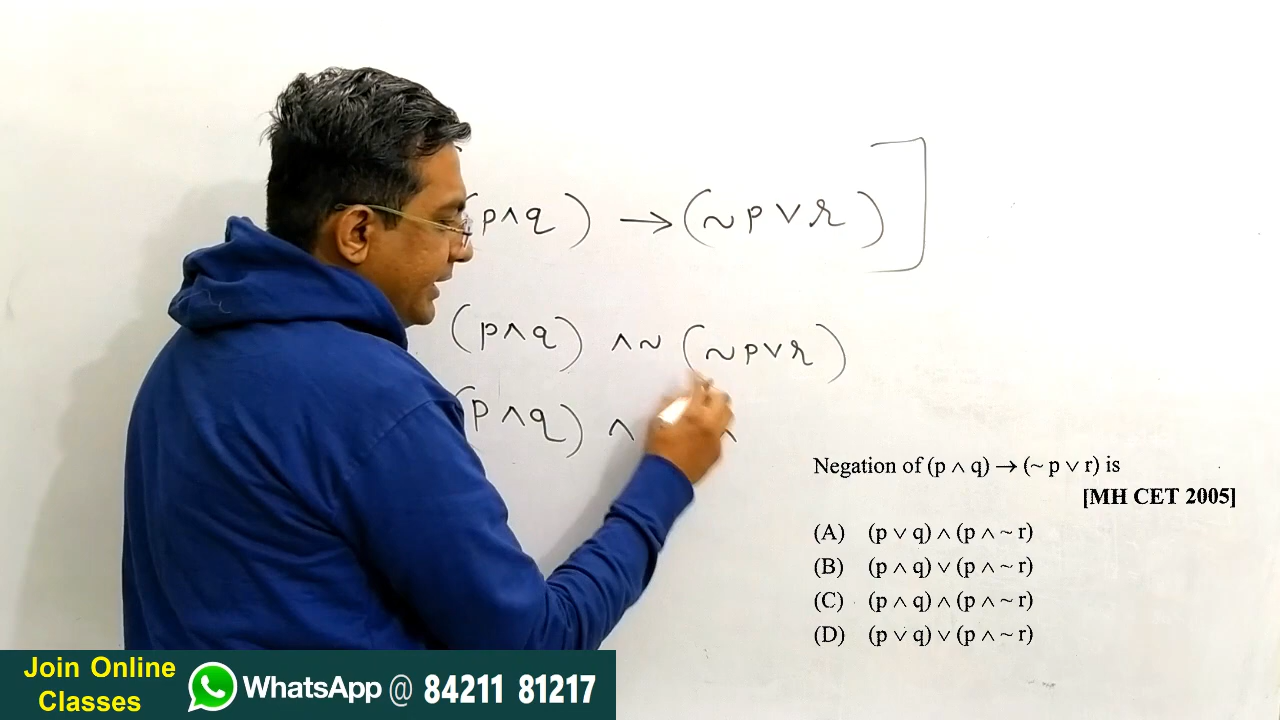 (p∧q) → (~p∨r)]
(p∧q) ∧~ (~p∨r)
(p∧q) ∧
Negation of (p ∧ q) → (~ p ∨ r) is
[MH CET 2005]
(A) (p ∨ q) ∧ (p ∧ ~ r)
(B) (p ∧ q) ∨ (p ∧ ~ r)
(C) (p ∧ q) ∧ (p ∧ ~ r)
(D) (p ∨ q) ∨ (p ∧ ~ r)
Join Online
Classes
WhatsApp @ 84211 81217